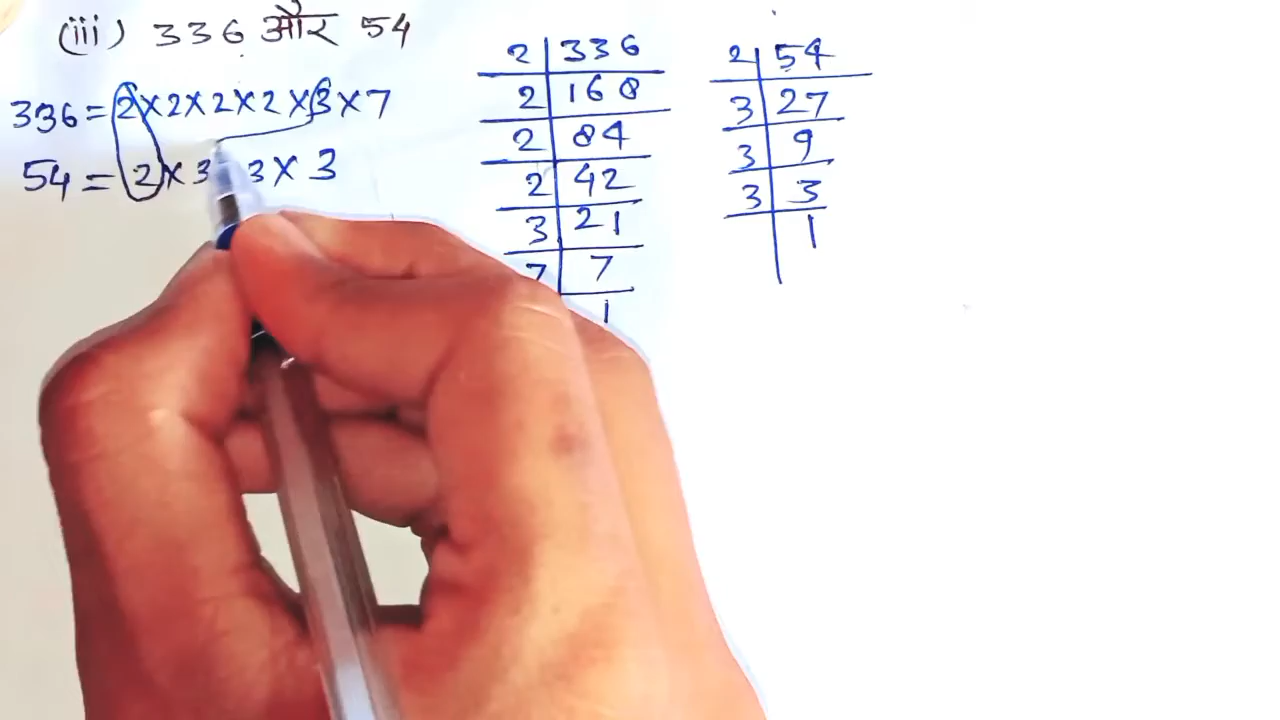 (iii) 336 और 54
336 = 2×2×2×2×3×7
54 = 2×3 3×3
2 | 336
2 | 168
2 | 84
2 | 42
3 | 21
7 | 7
1
2 | 54
3 | 27
3 | 9
3 | 3
1